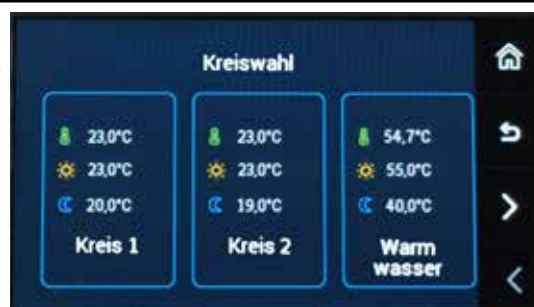 Kreiswahl
23,0°C
23,0°C
20,0°C
Kreis 1
23,0°C
23,0°C
19,0°C
Kreis 2
54,7°C
55,0°C
40,0°C
Warm
wasser